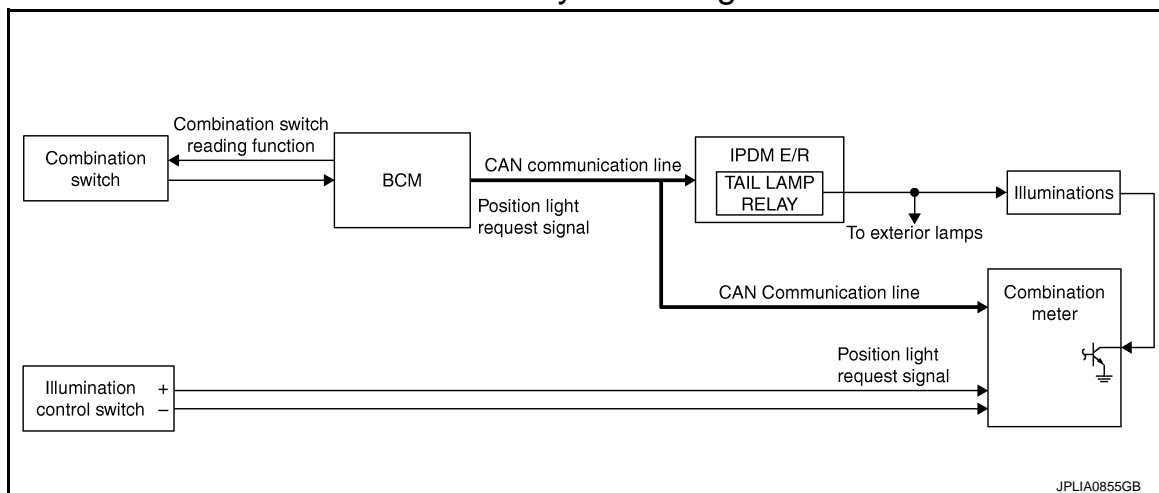 Combination switch
reading function
Combination
switch
BCM
CAN communication line
Position light
request signal
IPDM E/R
TAIL LAMP
RELAY
To exterior lamps
Illuminations
CAN Communication line
Combination
meter
Position light
request signal
Illumination
control switch
+
–
JPLIA0855GB